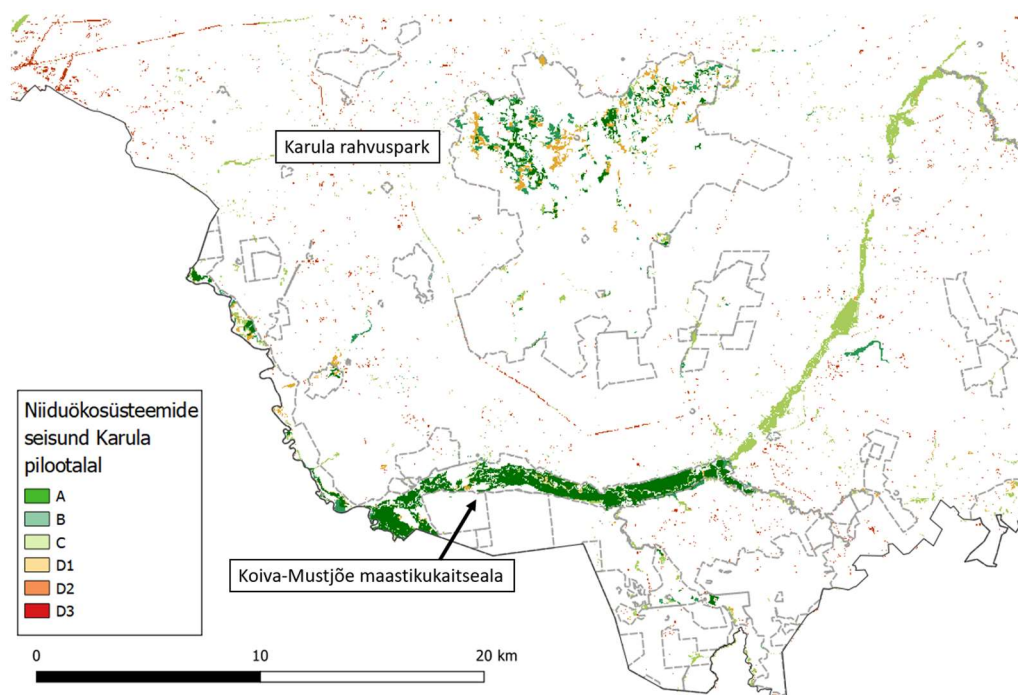 Karula rahvuspark
Niiduökosüsteemide
seisund Karula
pilootalal
A
B
C
D1
D2
D3
Koiva-Mustjõe maastikukaitseala
0 10 20 km